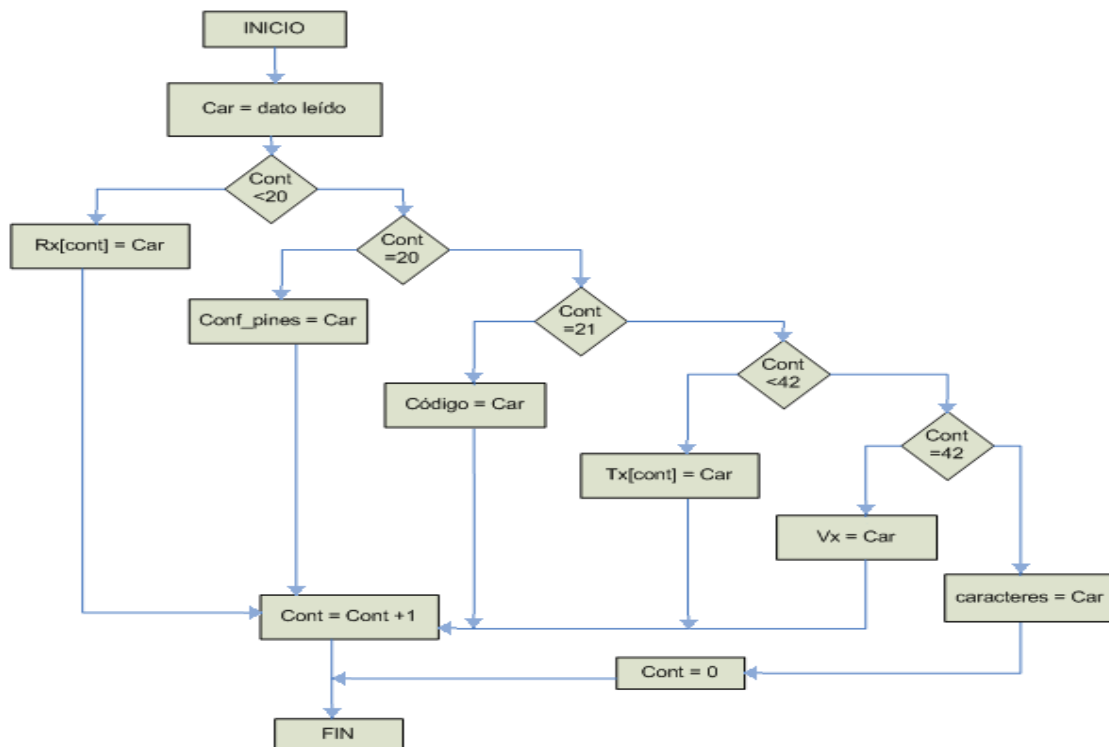 INICIO
Car = dato leído
Cont
<20
Rx[cont] = Car
Cont
=20
Conf_pines = Car
Cont
=21
Código = Car
Cont
<42
Tx[cont] = Car
Cont
=42
Vx = Car
caracteres = Car
Cont = Cont +1
Cont = 0
FIN